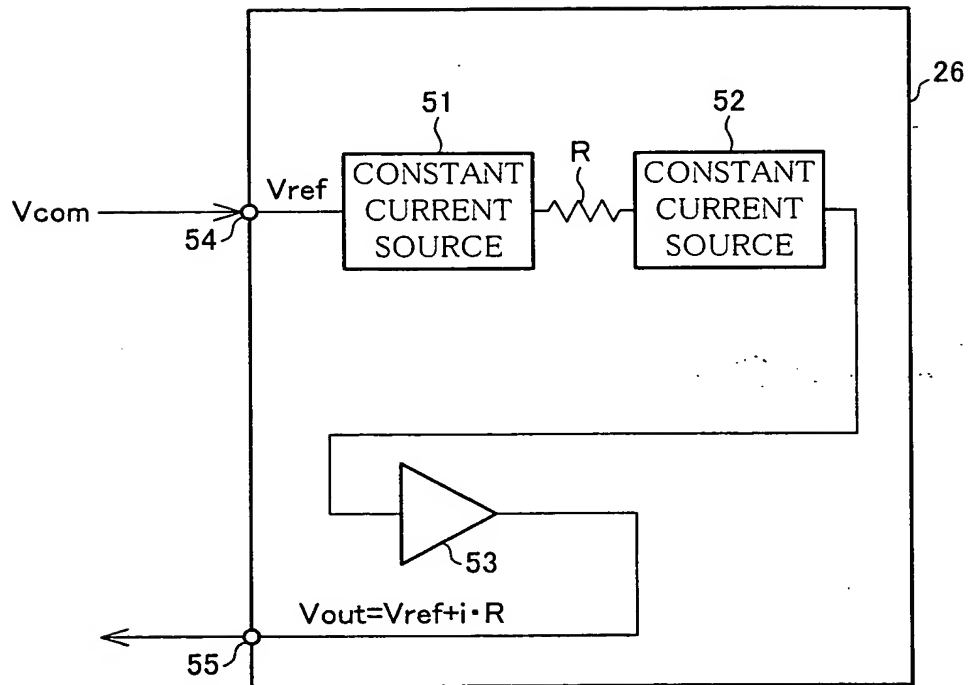 26
51
52
R
CONSTANT
CURRENT
SOURCE
CONSTANT
CURRENT
SOURCE
Vcom
Vref
54
53
Vout=Vref+i·R
55